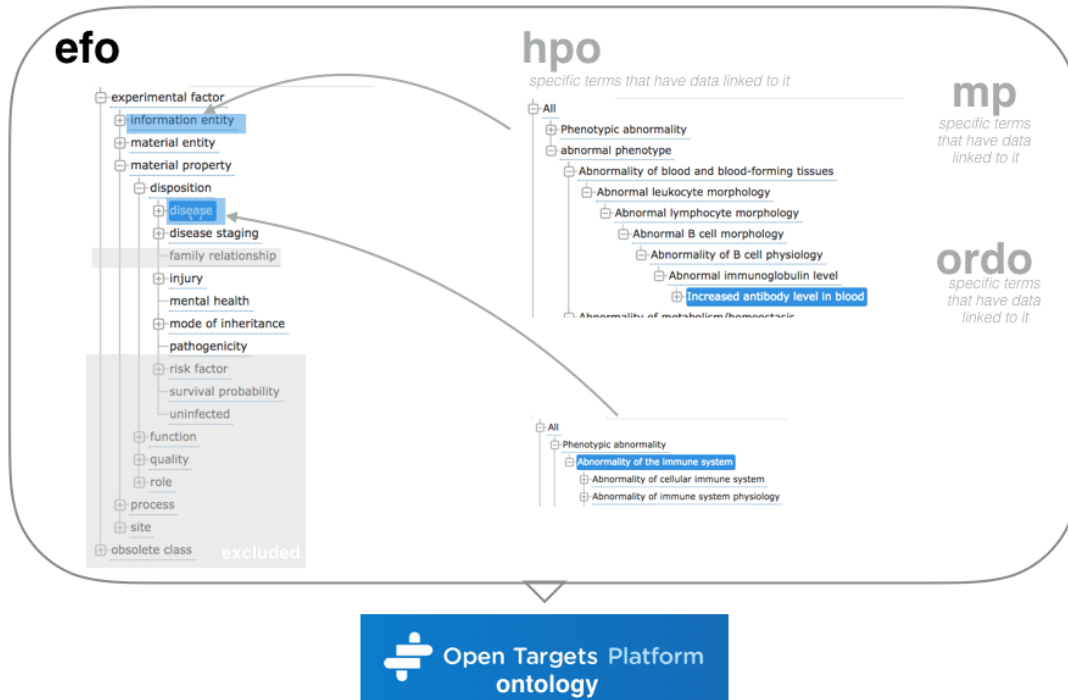 efo
experimental factor
information entity
material entity
material property
disposition
disease
disease staging
family relationship
injury
mental health
mode of inheritance
pathogenicity
risk factor
survival probability
uninfected
function
quality
role
process
site
obsolete class
excluded
hpo
specific terms that have data linked to it
All
Phenotypic abnormality
abnormal phenotype
Abnormality of blood and blood-forming tissues
Abnormal leukocyte morphology
Abnormal lymphocyte morphology
Abnormal B cell morphology
Abnormality of B cell physiology
Abnormal immunoglobulin level
Increased antibody level in blood
Abnormality of metabolism/homeostasis
mp
specific terms
that have data
linked to it
ordo
specific terms
that have data
linked to it
All
Phenotypic abnormality
Abnormality of the immune system
Abnormality of cellular immune system
Abnormality of immune system physiology
Open Targets Platform
ontology